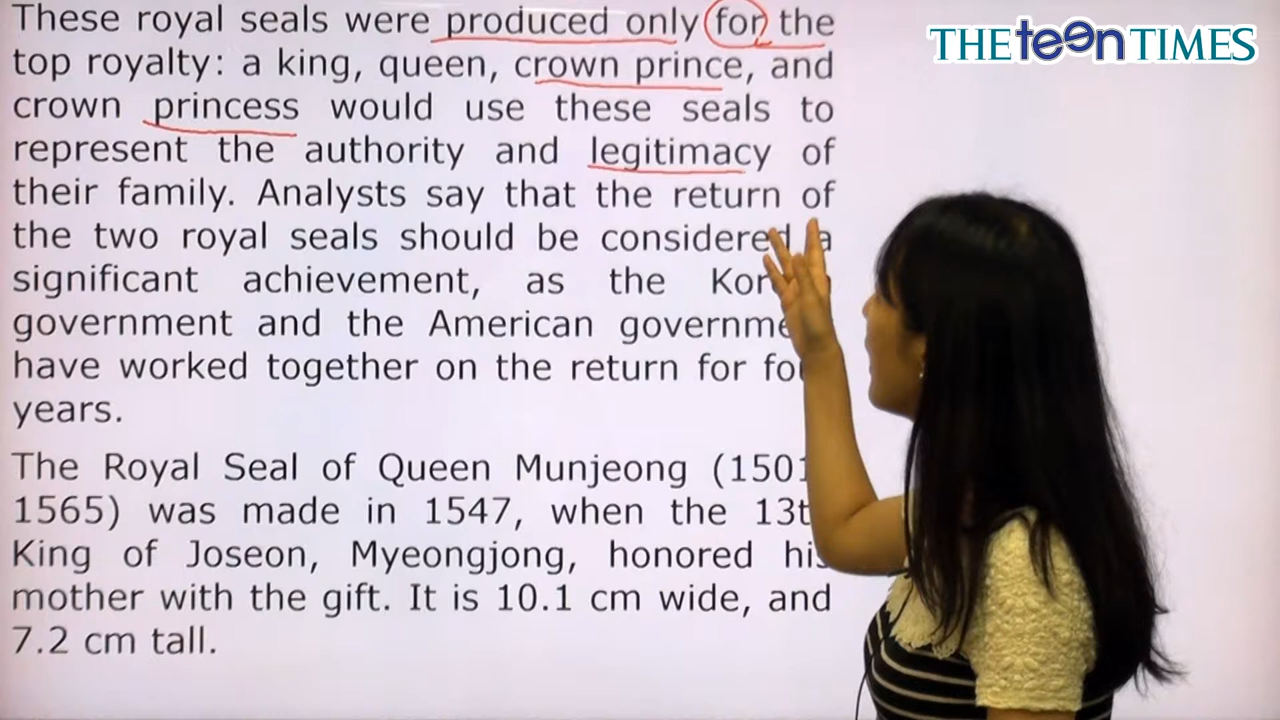 THE teen TIMES
These royal seals were produced only for the
top royalty: a king, queen, crown prince, and
crown princess would use these seals to
represent the authority and legitimacy of
their family. Analysts say that the return of
the two royal seals should be considered a
significant achievement, as the
government and the American
have worked together on the return for
years.
The Royal Seal of Queen Munjeong (1501
1565) was made in 1547, when the 13t
King of Joseon, Myeongjong, honored his
mother with the gift. It is 10.1 cm wide, and
7.2 cm tall.